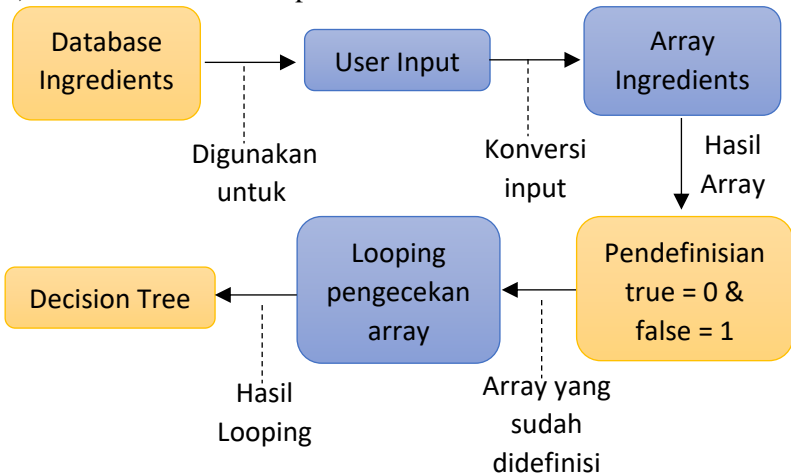 Database
Ingredients
User Input
Array
Ingredients
Digunakan
untuk
Konversi
input
Hasil
Array
Pendefinisian
true = 0 &
false = 1
Looping
pengecekan
array
Decision Tree
Hasil
Looping
Array yang
sudah
didefinisi